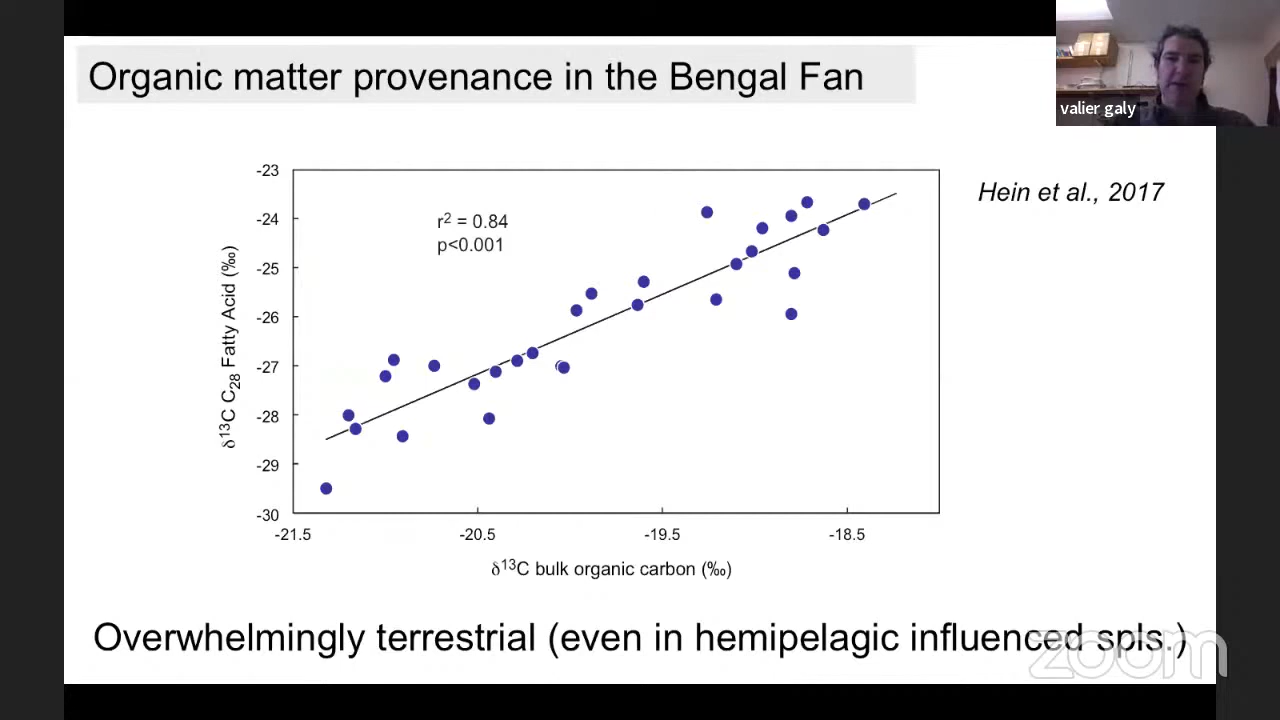 Organic matter provenance in the Bengal Fan
valier galy
Hein et al., 2017
r² = 0.84
p<0.001
-23
-24
-25
-26
-27
-28
-29
-30
δ¹³C C₂₈ Fatty Acid (‰)
-21.5 -20.5 -19.5 -18.5
δ¹³C bulk organic carbon (‰)
Overwhelmingly terrestrial (even in hemipelagic influenced spls.)
zoom